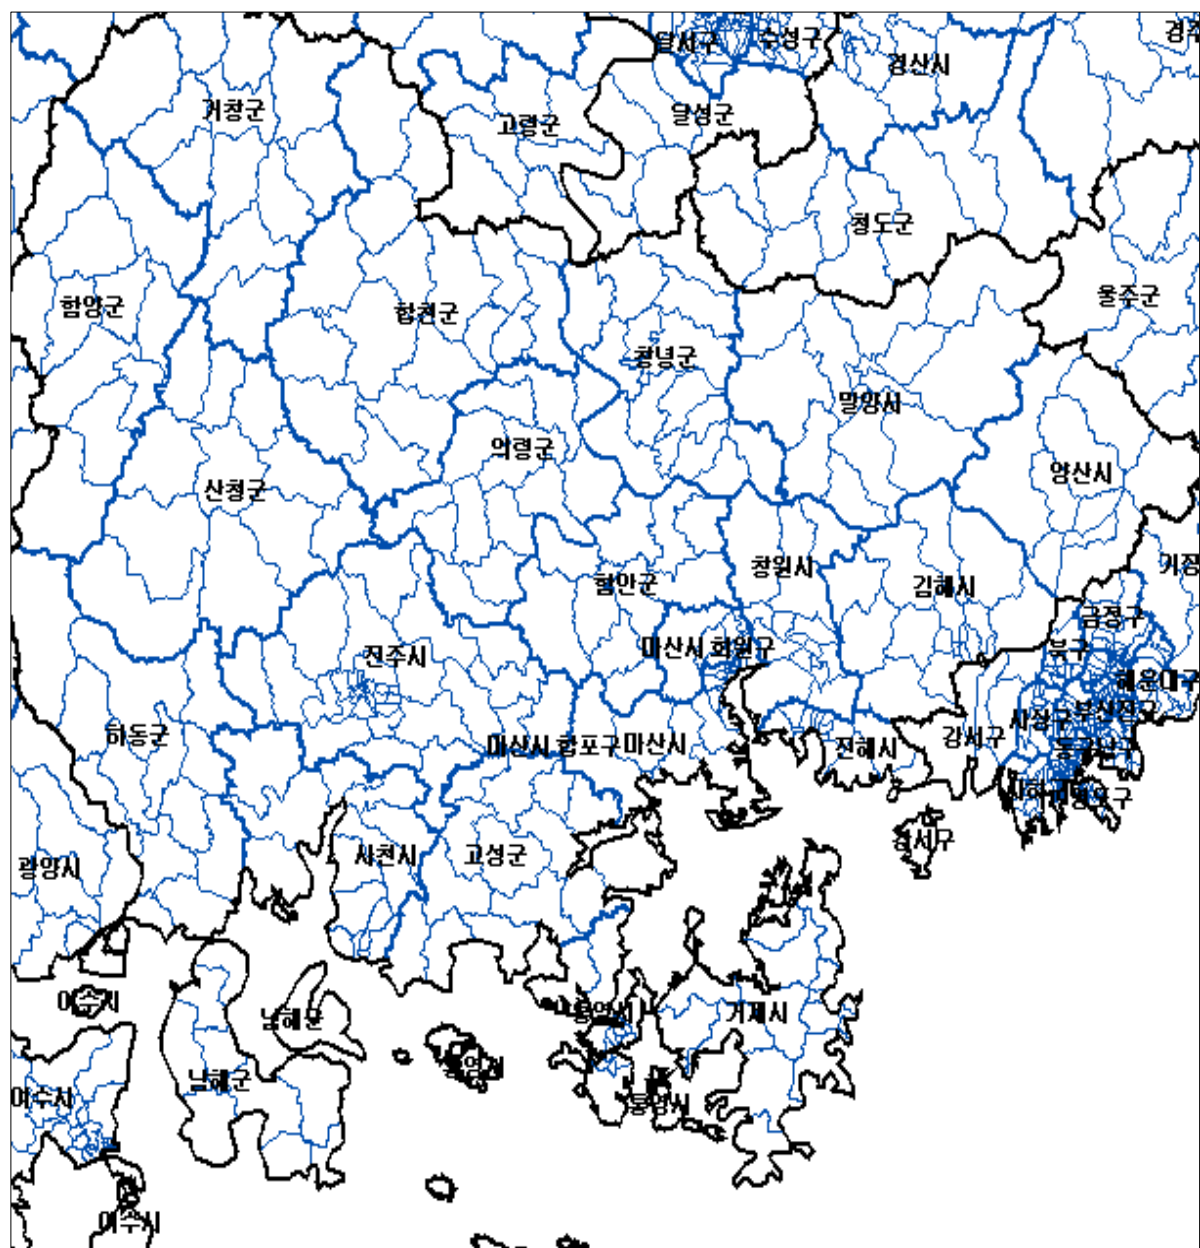 경주
달서구
수성구
경산시
거창군
고령군
달성군
청도군
함양군
합천군
울주군
창녕군
밀양시
의령군
양산시
산청군
함안군
창원시
김해시
기장
금정구
마산시 회원구
북구
진주시
해운대구
하동군
마산시 합포구
마산시
진해시
강서구
사상구
부산진구
남구
광양시
사천시
고성군
강서구
여수시
남해군
통영시
거제시
통영시
여수시
남해군
통영시
여수시